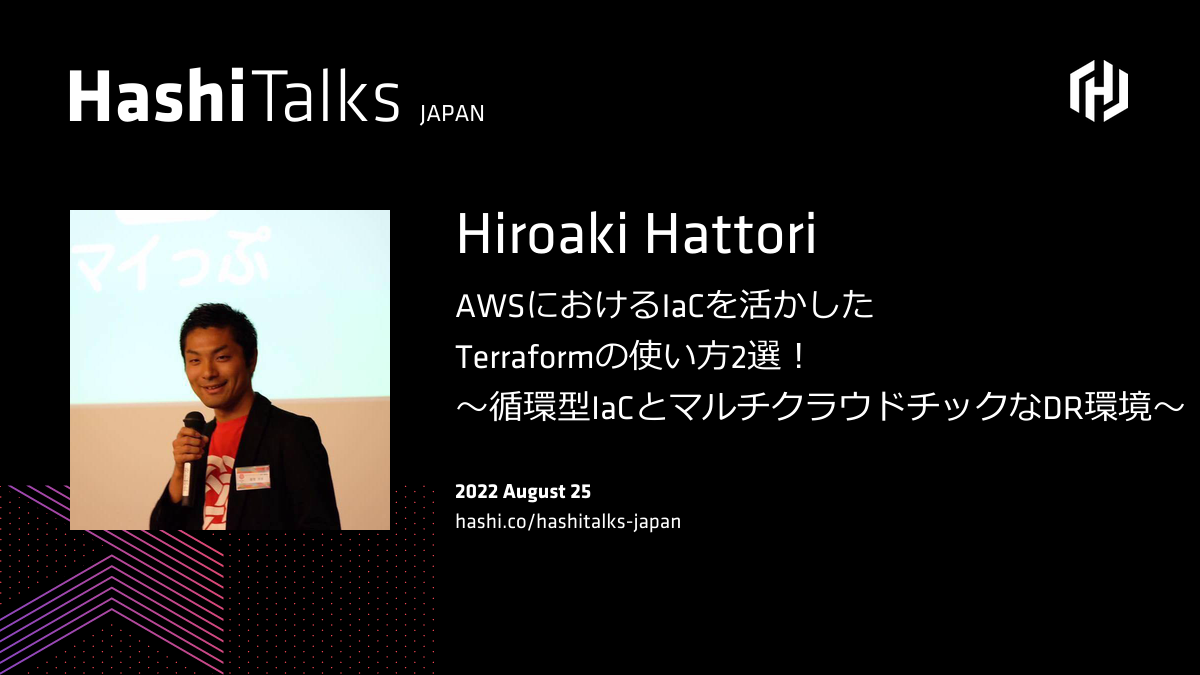 HashiTalks JAPAN
マイっぷ
Hiroaki Hattori
AWSにおけるIaCを活かした
Terraformの使い方2選！
〜循環型IaCとマルチクラウドチックなDR環境〜
2022 August 25
hashi.co/hashitalks-japan